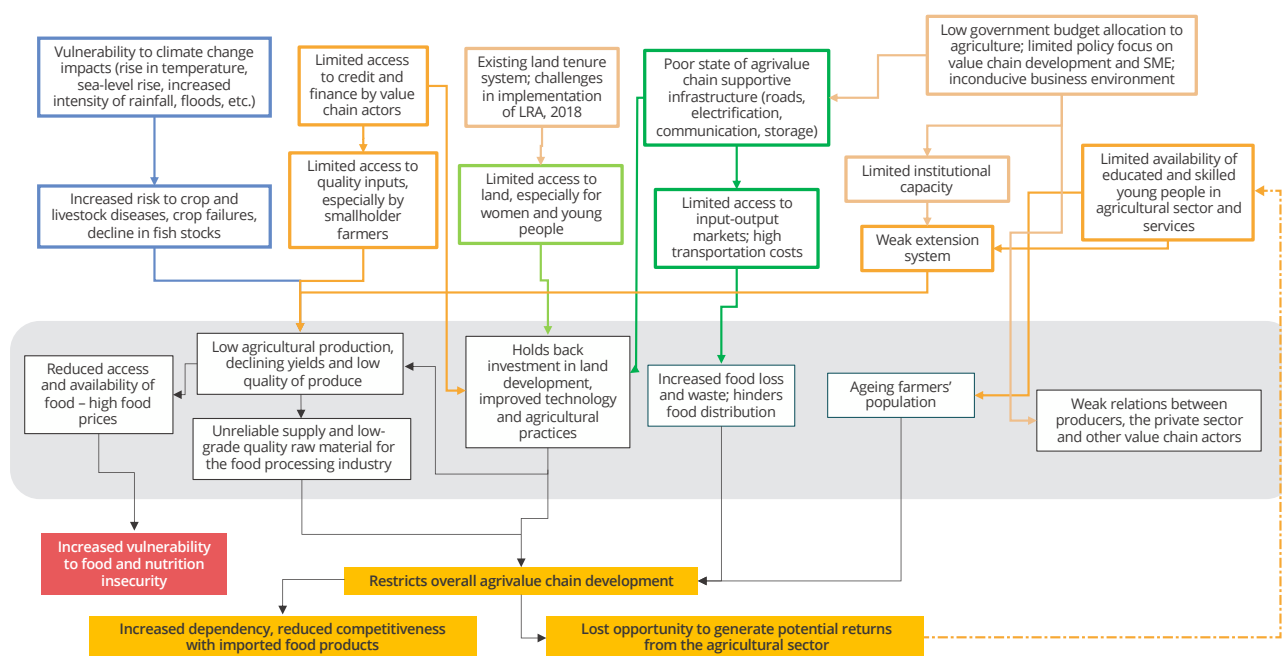 Vulnerability to climate change
impacts (rise in temperature,
sea-level rise, increased
intensity of rainfall, floods, etc.)
Limited access
to credit and
finance by value
chain actors
Existing land tenure
system; challenges
in implementation
of LRA, 2018
Poor state of agrivalue
chain supportive
infrastructure (roads,
electrification,
communication, storage)
Low government budget allocation to
agriculture; limited policy focus on
value chain development and SME;
inconducive business environment
Increased risk to crop and
livestock diseases, crop failures,
decline in fish stocks
Limited access to
quality inputs,
especially by
smallholder
farmers
Limited access to
land, especially for
women and young
people
Limited access to
input-output
markets; high
transportation costs
Limited institutional
capacity
Weak extension
system
Limited availability of
educated and skilled
young people in
agricultural sector and
services
Reduced access
and availability of
food – high food
prices
Low agricultural production,
declining yields and low
quality of produce
Unreliable supply and low-
grade quality raw material for
the food processing industry
Holds back
investment in land
development,
improved technology
and agricultural
practices
Increased food loss
and waste; hinders
food distribution
Ageing farmers’
population
Weak relations between
producers, the private sector
and other value chain actors
Increased vulnerability
to food and nutrition
insecurity
Restricts overall agrivalue chain development
Increased dependency, reduced competitiveness
with imported food products
Lost opportunity to generate potential returns
from the agricultural sector